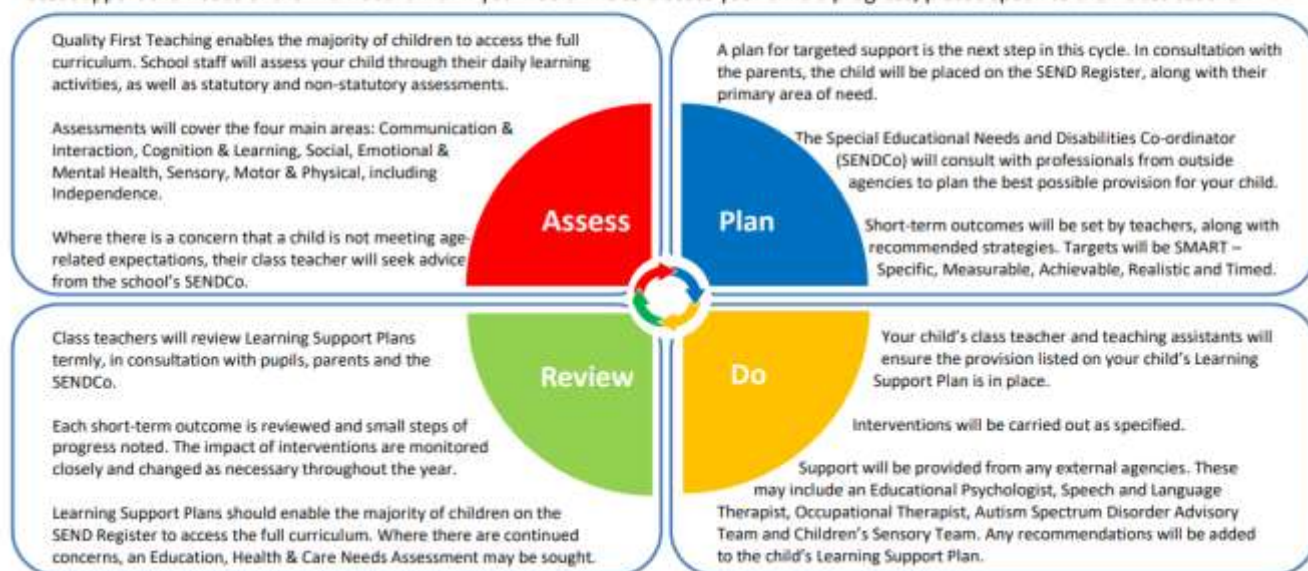 Quality First Teaching enables the majority of children to access the full
curriculum. School staff will assess your child through their daily learning
activities, as well as statutory and non-statutory assessments.
Assessments will cover the four main areas: Communication &
Interaction, Cognition & Learning, Social, Emotional &
Mental Health, Sensory, Motor & Physical, including
Independence.
Where there is a concern that a child is not meeting age-
related expectations, their class teacher will seek advice
from the school's SENDCo.
Assess
A plan for targeted support is the next step in this cycle. In consultation with
the parents, the child will be placed on the SEND Register, along with their
primary area of need.
The Special Educational Needs and Disabilities Co-ordinator
(SENDCo) will consult with professionals from outside
agencies to plan the best possible provision for your child.
Short-term outcomes will be set by teachers, along with
recommended strategies. Targets will be SMART –
Specific, Measurable, Achievable, Realistic and Timed.
Plan
Class teachers will review Learning Support Plans
termly, in consultation with pupils, parents and the
SENDCo.
Each short-term outcome is reviewed and small steps of
progress noted. The impact of interventions are monitored
closely and changed as necessary throughout the year.
Learning Support Plans should enable the majority of children on the
SEND Register to access the full curriculum. Where there are continued
concerns, an Education, Health & Care Needs Assessment may be sought.
Review
Do
Your child's class teacher and teaching assistants will
ensure the provision listed on your child's Learning
Support Plan is in place.
Interventions will be carried out as specified.
Support will be provided from any external agencies. These
may include an Educational Psychologist, Speech and Language
Therapist, Occupational Therapist, Autism Spectrum Disorder Advisory
Team and Children's Sensory Team. Any recommendations will be added
to the child's Learning Support Plan.